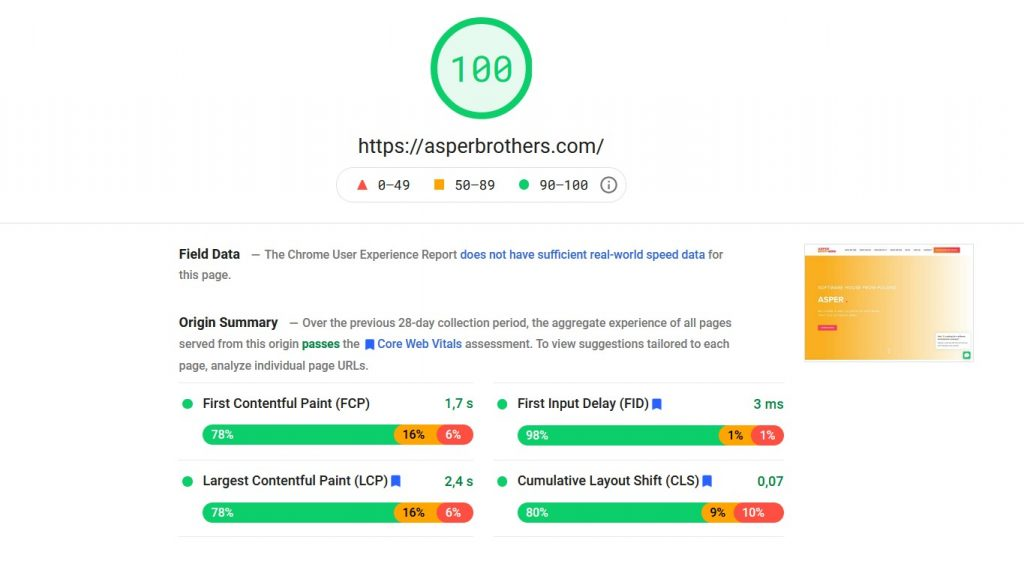 100
https://asperbrothers.com/
0–49 50–89 90–100
Field Data — The Chrome User Experience Report does not have sufficient real-world speed data for
this page.
Origin Summary — Over the previous 28-day collection period, the aggregate experience of all pages
served from this origin passes the Core Web Vitals assessment. To view suggestions tailored to each
page, analyze individual page URLs.
First Contentful Paint (FCP) 1,7 s
78% 16% 6%
First Input Delay (FID) 3 ms
98% 1% 1%
Largest Contentful Paint (LCP) 2,4 s
78% 16% 6%
Cumulative Layout Shift (CLS) 0,07
80% 9% 10%
SOFTWARE HOUSE FROM POLAND
ASPER